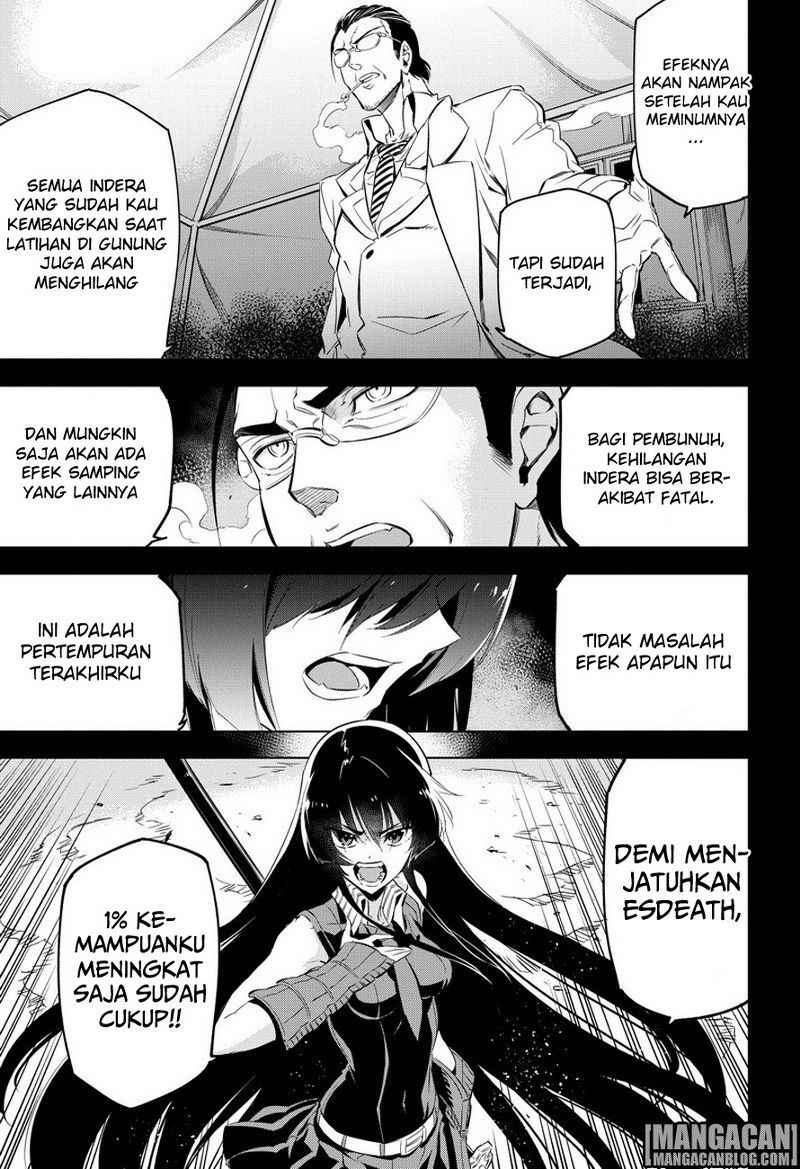 EFEKNYA
AKAN NAMPAK
SETELAH KAU
MEMINUMNYA
...
TAPI SUDAH
TERJADI,
SEMUA INDERA
YANG SUDAH KAU
KEMBANGKAN SAAT
LATIHAN DI GUNUNG
JUGA AKAN
MENGHILANG
BAGI PEMBUNUH,
KEHILANGAN
INDERA BISA BER-
AKIBAT FATAL.
DAN MUNGKIN
SAJA AKAN ADA
EFEK SAMPING
YANG LAINNYA
TIDAK MASALAH
EFEK APAPUN ITU
INI ADALAH
PERTEMPURAN
TERAKHIRKU
DEMI MEN-
JATUHKAN
ESDEATH,
1% KE-
MAMPUANKU
MENINGKAT
SAJA SUDAH
CUKUP!!
[MANGACAN]
MANGACANBLOG.COM